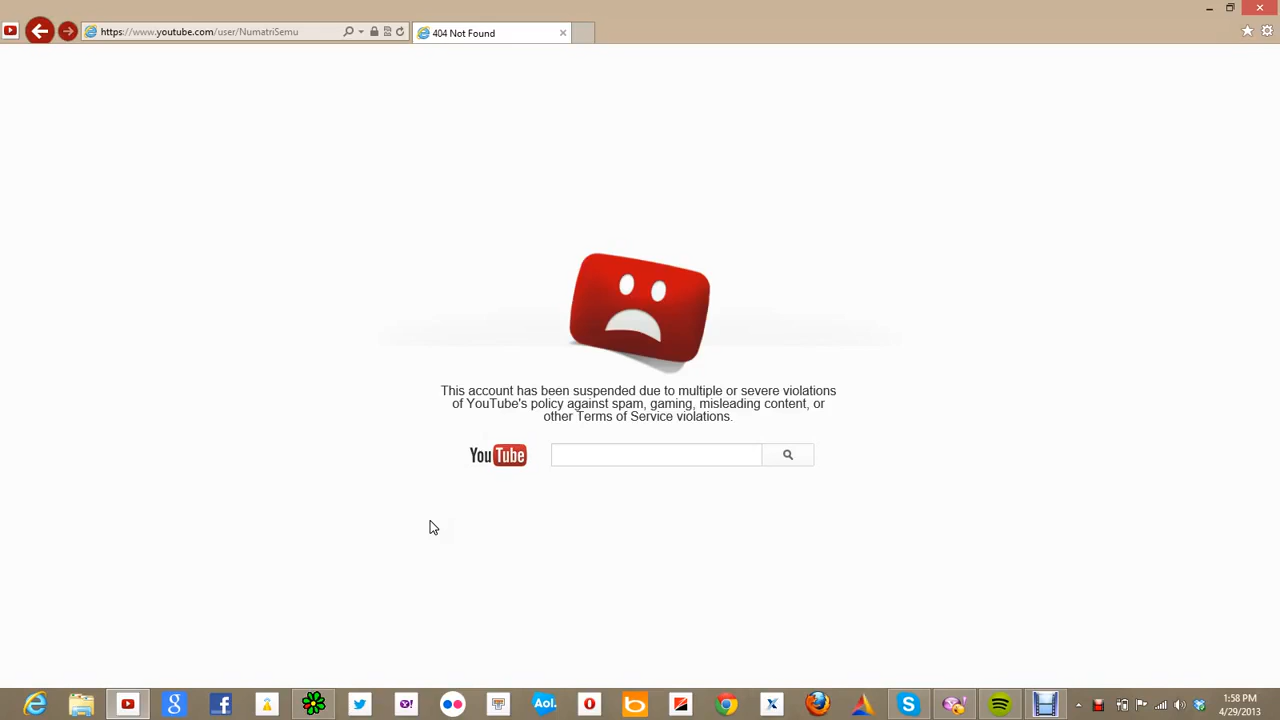 https://www.youtube.com/user/NumatriSemu
404 Not Found
This account has been suspended due to multiple or severe violations
of YouTube's policy against spam, gaming, misleading content, or
other Terms of Service violations.
YouTube
Aol.
1:58 PM
4/29/2013